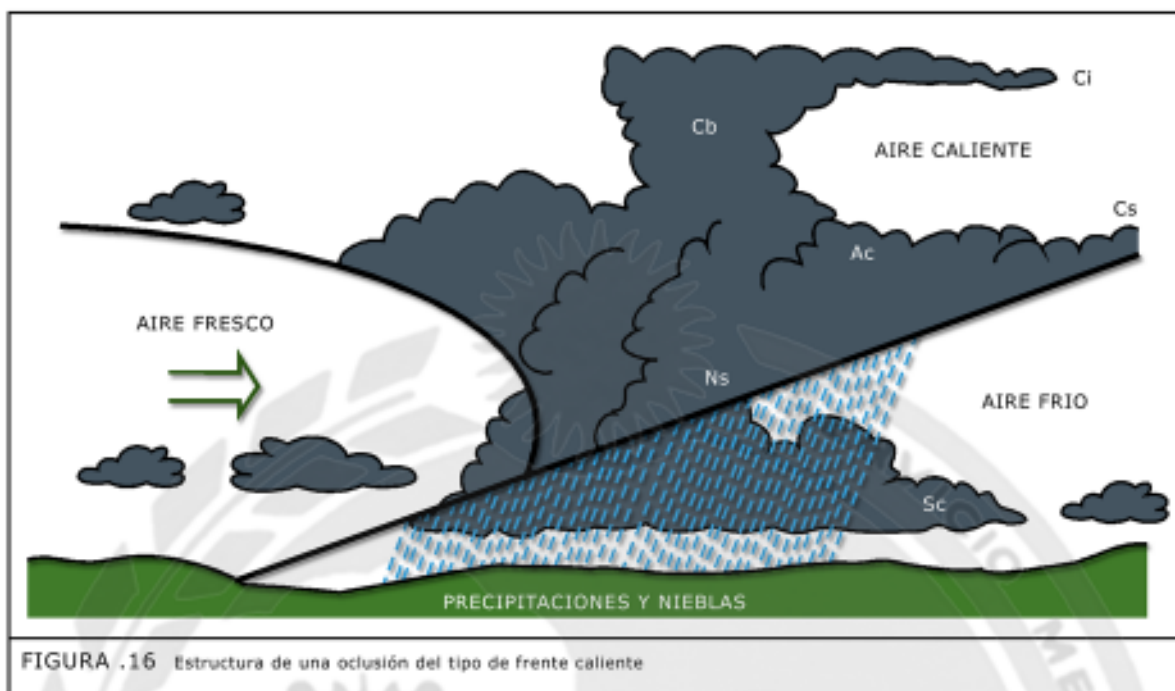 Ci
Cb
AIRE CALIENTE
Cs
Ac
AIRE FRESCO
Ns
AIRE FRIO
Sc
PRECIPITACIONES Y NIEBLAS
FIGURA .16 Estructura de una oclusión del tipo de frente caliente